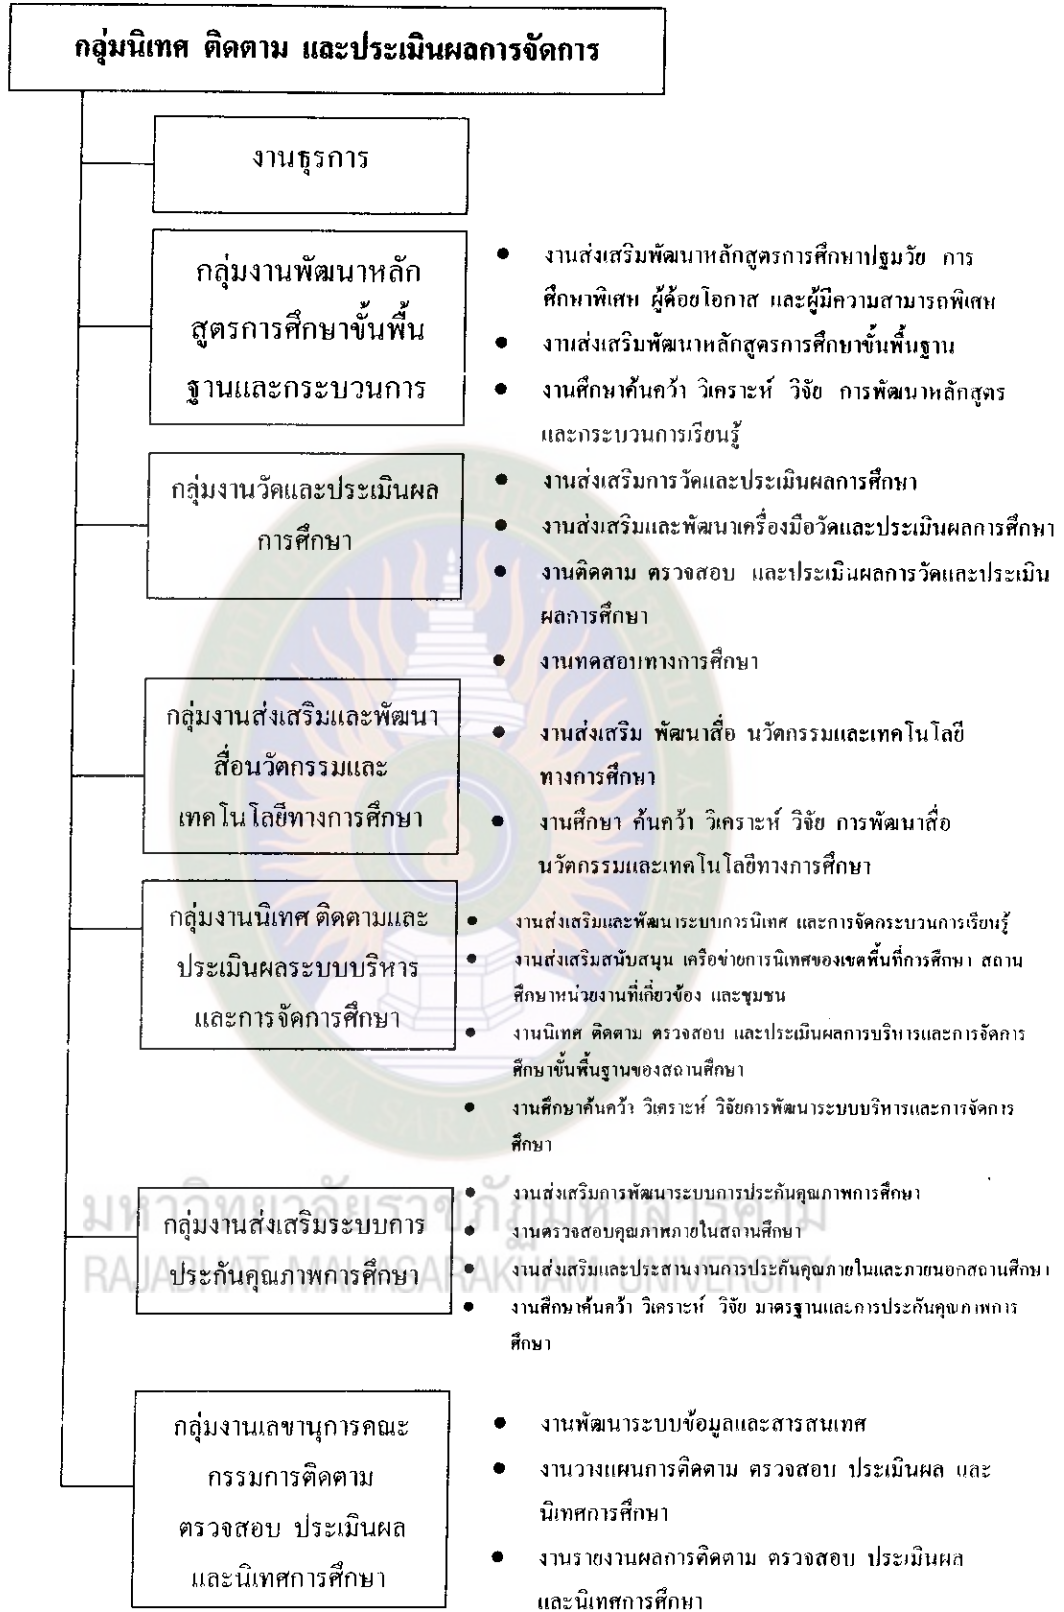 กลุ่มนิเทศ ติดตาม และประเมินผลการจัดการ
งานธุรการ
กลุ่มงานพัฒนาหลัก
สูตรการศึกษาขั้นพื้น
ฐานและกระบวนการ
งานส่งเสริมพัฒนาหลักสูตรการศึกษาปฐมวัย การ
ศึกษาพิเศษ ผู้ด้อยโอกาส และผู้มีความสามารถพิเศษ
งานส่งเสริมพัฒนาหลักสูตรการศึกษาขั้นพื้นฐาน
งานศึกษาค้นคว้า วิเคราะห์ วิจัย การพัฒนาหลักสูตร
และกระบวนการเรียนรู้
กลุ่มงานวัดและประเมินผล
การศึกษา
งานส่งเสริมการวัดและประเมินผลการศึกษา
งานส่งเสริมและพัฒนาเครื่องมือวัดและประเมินผลการศึกษา
งานติดตาม ตรวจสอบ และประเมินผลการวัดและประเมิน
ผลการศึกษา
งานทดสอบทางการศึกษา
กลุ่มงานส่งเสริมและพัฒนา
สื่อนวัตกรรมและ
เทคโนโลยีทางการศึกษา
งานส่งเสริม พัฒนาสื่อ นวัตกรรมและเทคโนโลยี
ทางการศึกษา
งานศึกษา ค้นคว้า วิเคราะห์ วิจัย การพัฒนาสื่อ
นวัตกรรมและเทคโนโลยีทางการศึกษา
กลุ่มงานนิเทศ ติดตามและ
ประเมินผลระบบบริหาร
และการจัดการศึกษา
งานส่งเสริมและพัฒนาระบบการนิเทศ และการจัดกระบวนการเรียนรู้
งานส่งเสริมสนับสนุน เครือข่ายการนิเทศของเขตพื้นที่การศึกษา สถาน
ศึกษาหน่วยงานที่เกี่ยวข้อง และชุมชน
งานนิเทศ ติดตาม ตรวจสอบ และประเมินผลการบริหารและการจัดการ
ศึกษาขั้นพื้นฐานของสถานศึกษา
งานศึกษาค้นคว้า วิเคราะห์ วิจัยการพัฒนาระบบบริหารและการจัดการ
ศึกษา
มหาวิทยาลัยราชภัฏมหาสารคาม
RAJABHAT MAHASARAKHAM UNIVERSITY
กลุ่มงานส่งเสริมระบบการ
ประกันคุณภาพการศึกษา
งานส่งเสริมการพัฒนาระบบการประกันคุณภาพการศึกษา
งานตรวจสอบคุณภาพภายในสถานศึกษา
งานส่งเสริมและประสานงานการประกันคุณภายในและภายนอกสถานศึกษา
งานศึกษาค้นคว้า วิเคราะห์ วิจัย มาตรฐานและการประกันคุณภาพการ
ศึกษา
กลุ่มงานเลขานุการคณะ
กรรมการติดตาม
ตรวจสอบ ประเมินผล
และนิเทศการศึกษา
งานพัฒนาระบบข้อมูลและสารสนเทศ
งานวางแผนการติดตาม ตรวจสอบ ประเมินผล และ
นิเทศการศึกษา
งานรายงานผลการติดตาม ตรวจสอบ ประเมินผล
และนิเทศการศึกษา